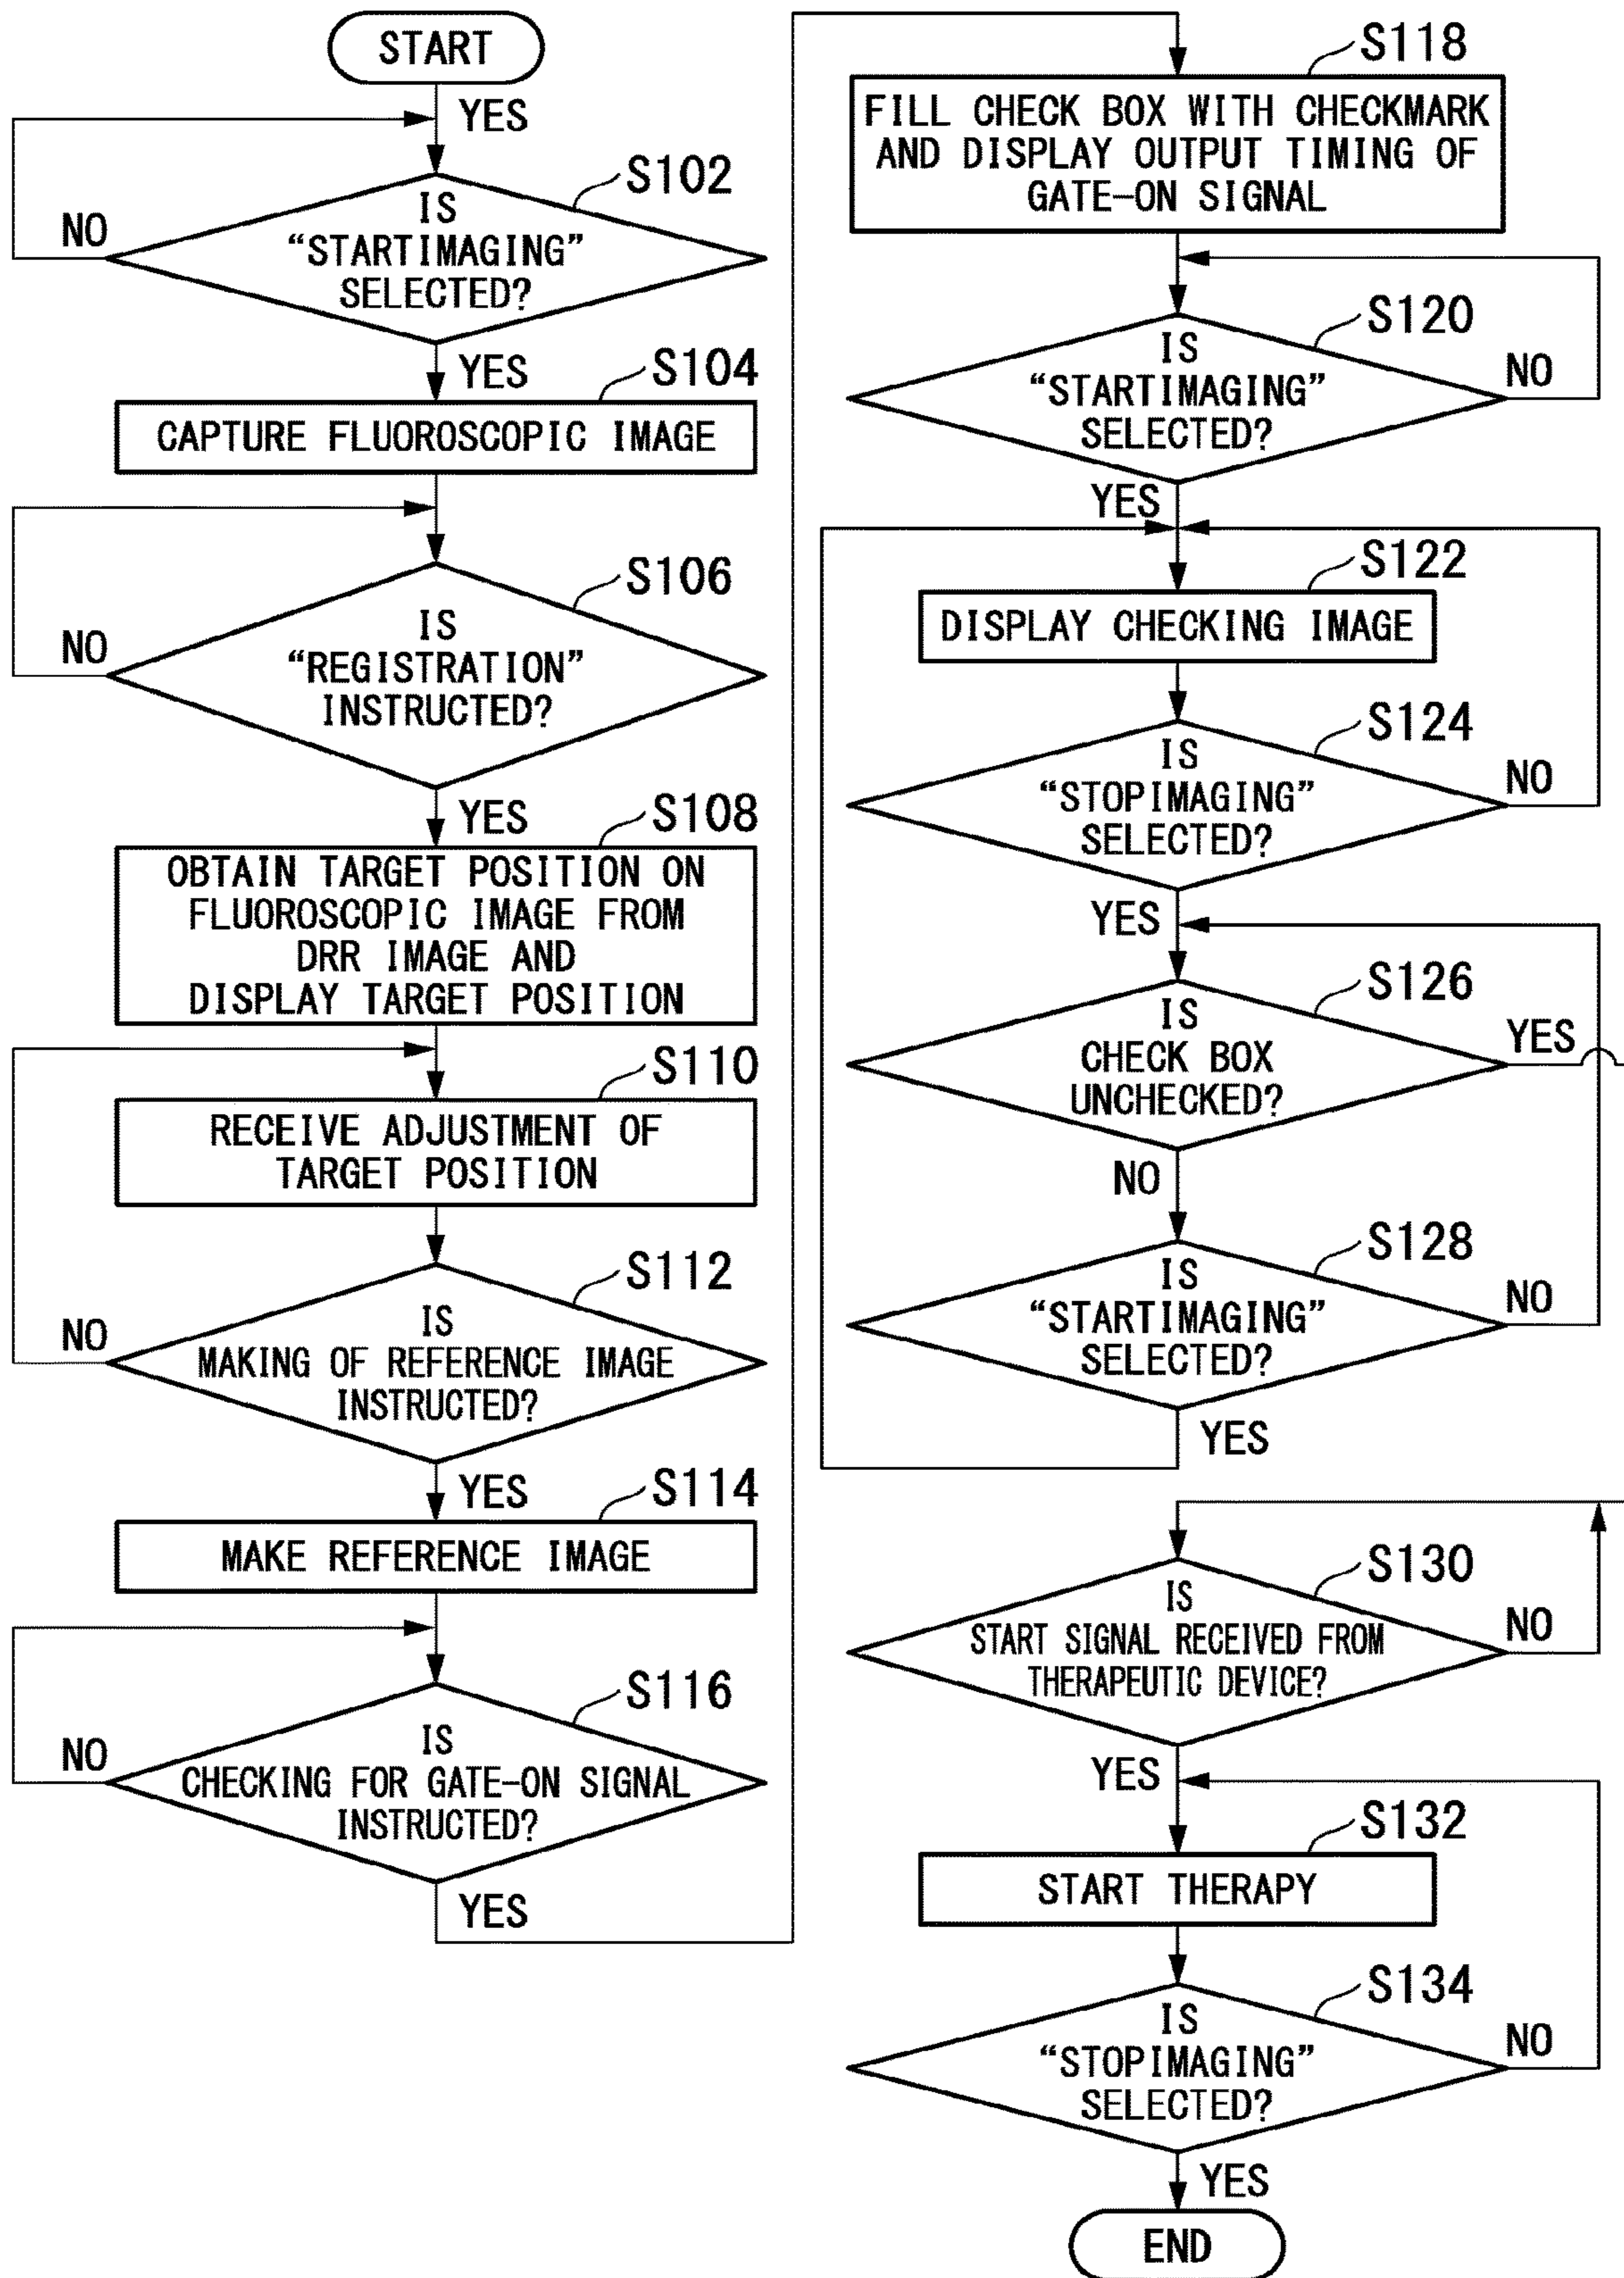 START
YES
S102
IS
“STARTIMAGING”
SELECTED?
NO
YES
S104
CAPTURE FLUOROSCOPIC IMAGE
S106
IS
“REGISTRATION”
INSTRUCTED?
NO
YES
S108
OBTAIN TARGET POSITION ON
FLUOROSCOPIC IMAGE FROM
DRR IMAGE AND
DISPLAY TARGET POSITION
S110
RECEIVE ADJUSTMENT OF
TARGET POSITION
S112
IS
MAKING OF REFERENCE IMAGE
INSTRUCTED?
NO
YES
S114
MAKE REFERENCE IMAGE
S116
IS
CHECKING FOR GATE-ON SIGNAL
INSTRUCTED?
NO
YES
S118
FILL CHECK BOX WITH CHECKMARK
AND DISPLAY OUTPUT TIMING OF
GATE-ON SIGNAL
S120
IS
“STARTIMAGING”
SELECTED?
NO
YES
S122
DISPLAY CHECKING IMAGE
S124
IS
“STOPIMAGING”
SELECTED?
NO
YES
S126
IS
CHECK BOX
UNCHECKED?
YES
NO
S128
IS
“STARTIMAGING”
SELECTED?
NO
YES
S130
IS
START SIGNAL RECEIVED FROM
THERAPEUTIC DEVICE?
NO
YES
S132
START THERAPY
S134
IS
“STOPIMAGING”
SELECTED?
NO
YES
END